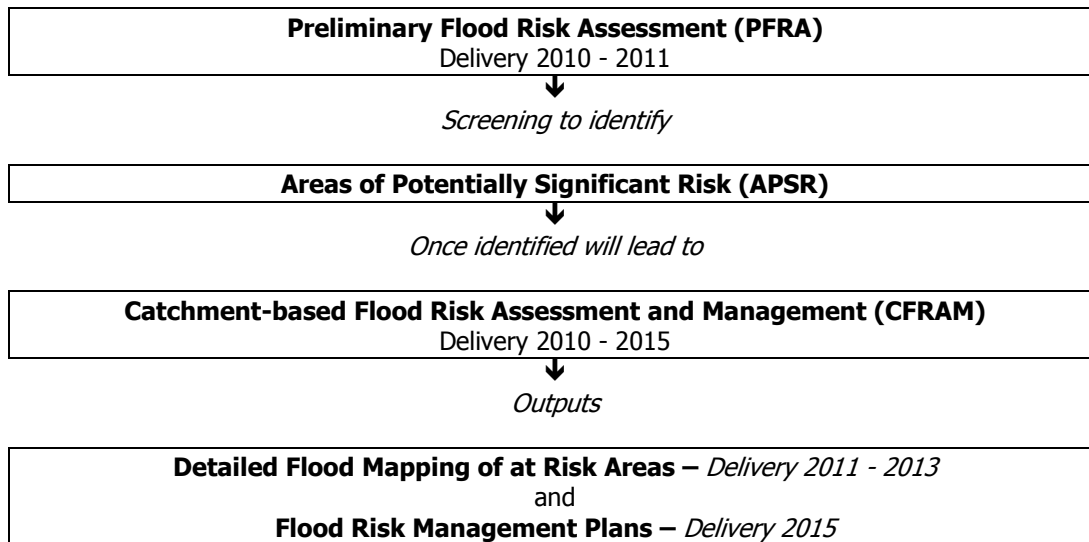 Preliminary Flood Risk Assessment (PFRA)
Delivery 2010 - 2011
Screening to identify
Areas of Potentially Significant Risk (APSR)
Once identified will lead to
Catchment-based Flood Risk Assessment and Management (CFRAM)
Delivery 2010 - 2015
Outputs
Detailed Flood Mapping of at Risk Areas – Delivery 2011 - 2013
and
Flood Risk Management Plans – Delivery 2015